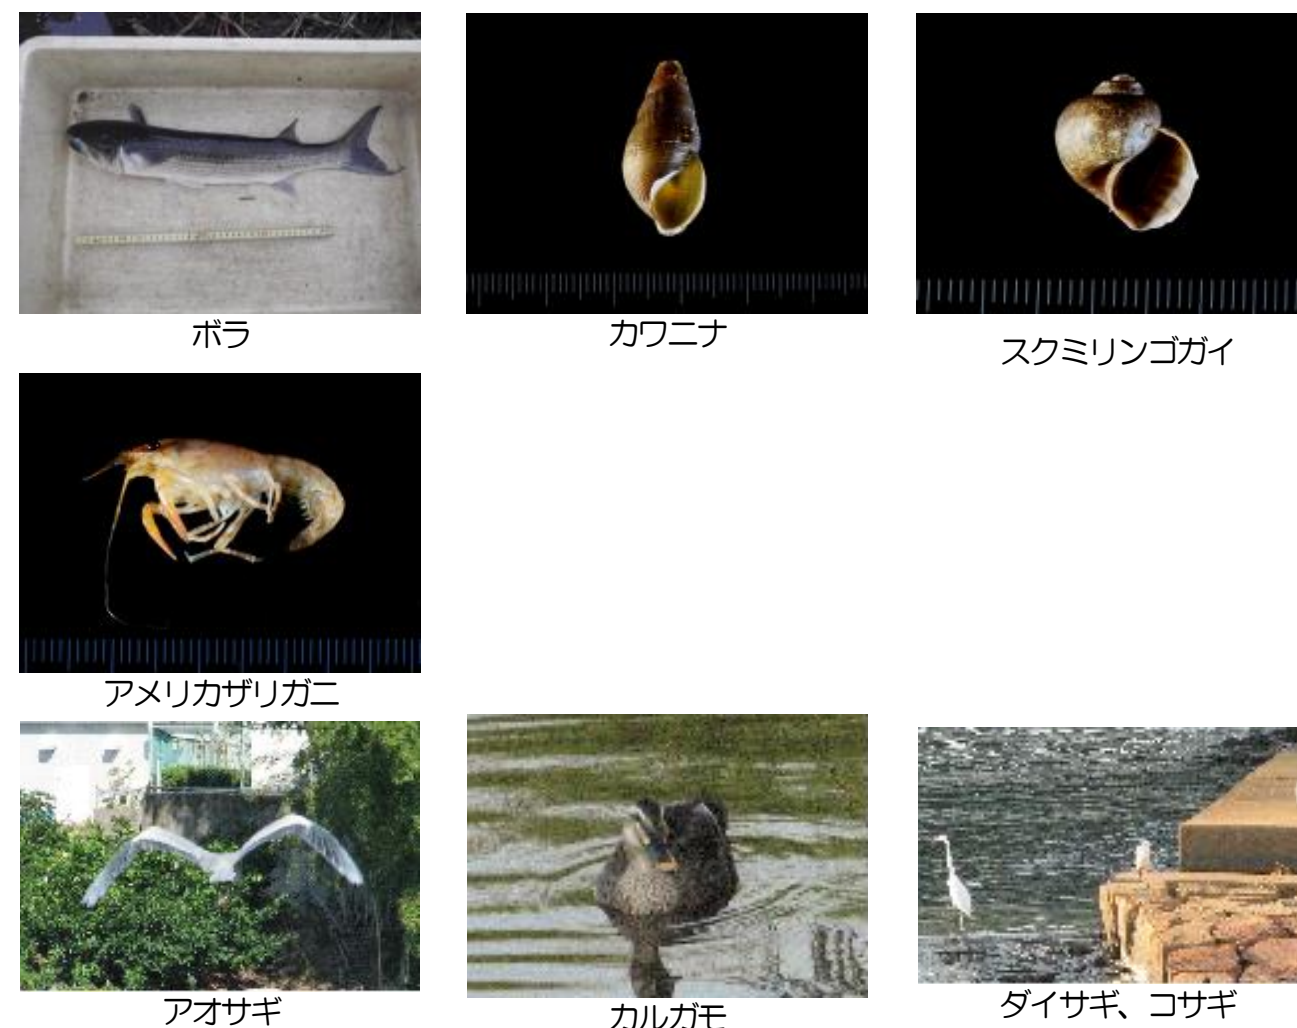 ボラ
カワニナ
スクミリンゴガイ
アメリカザリガニ
アオサギ
カルガモ
ダイサギ、コサギ